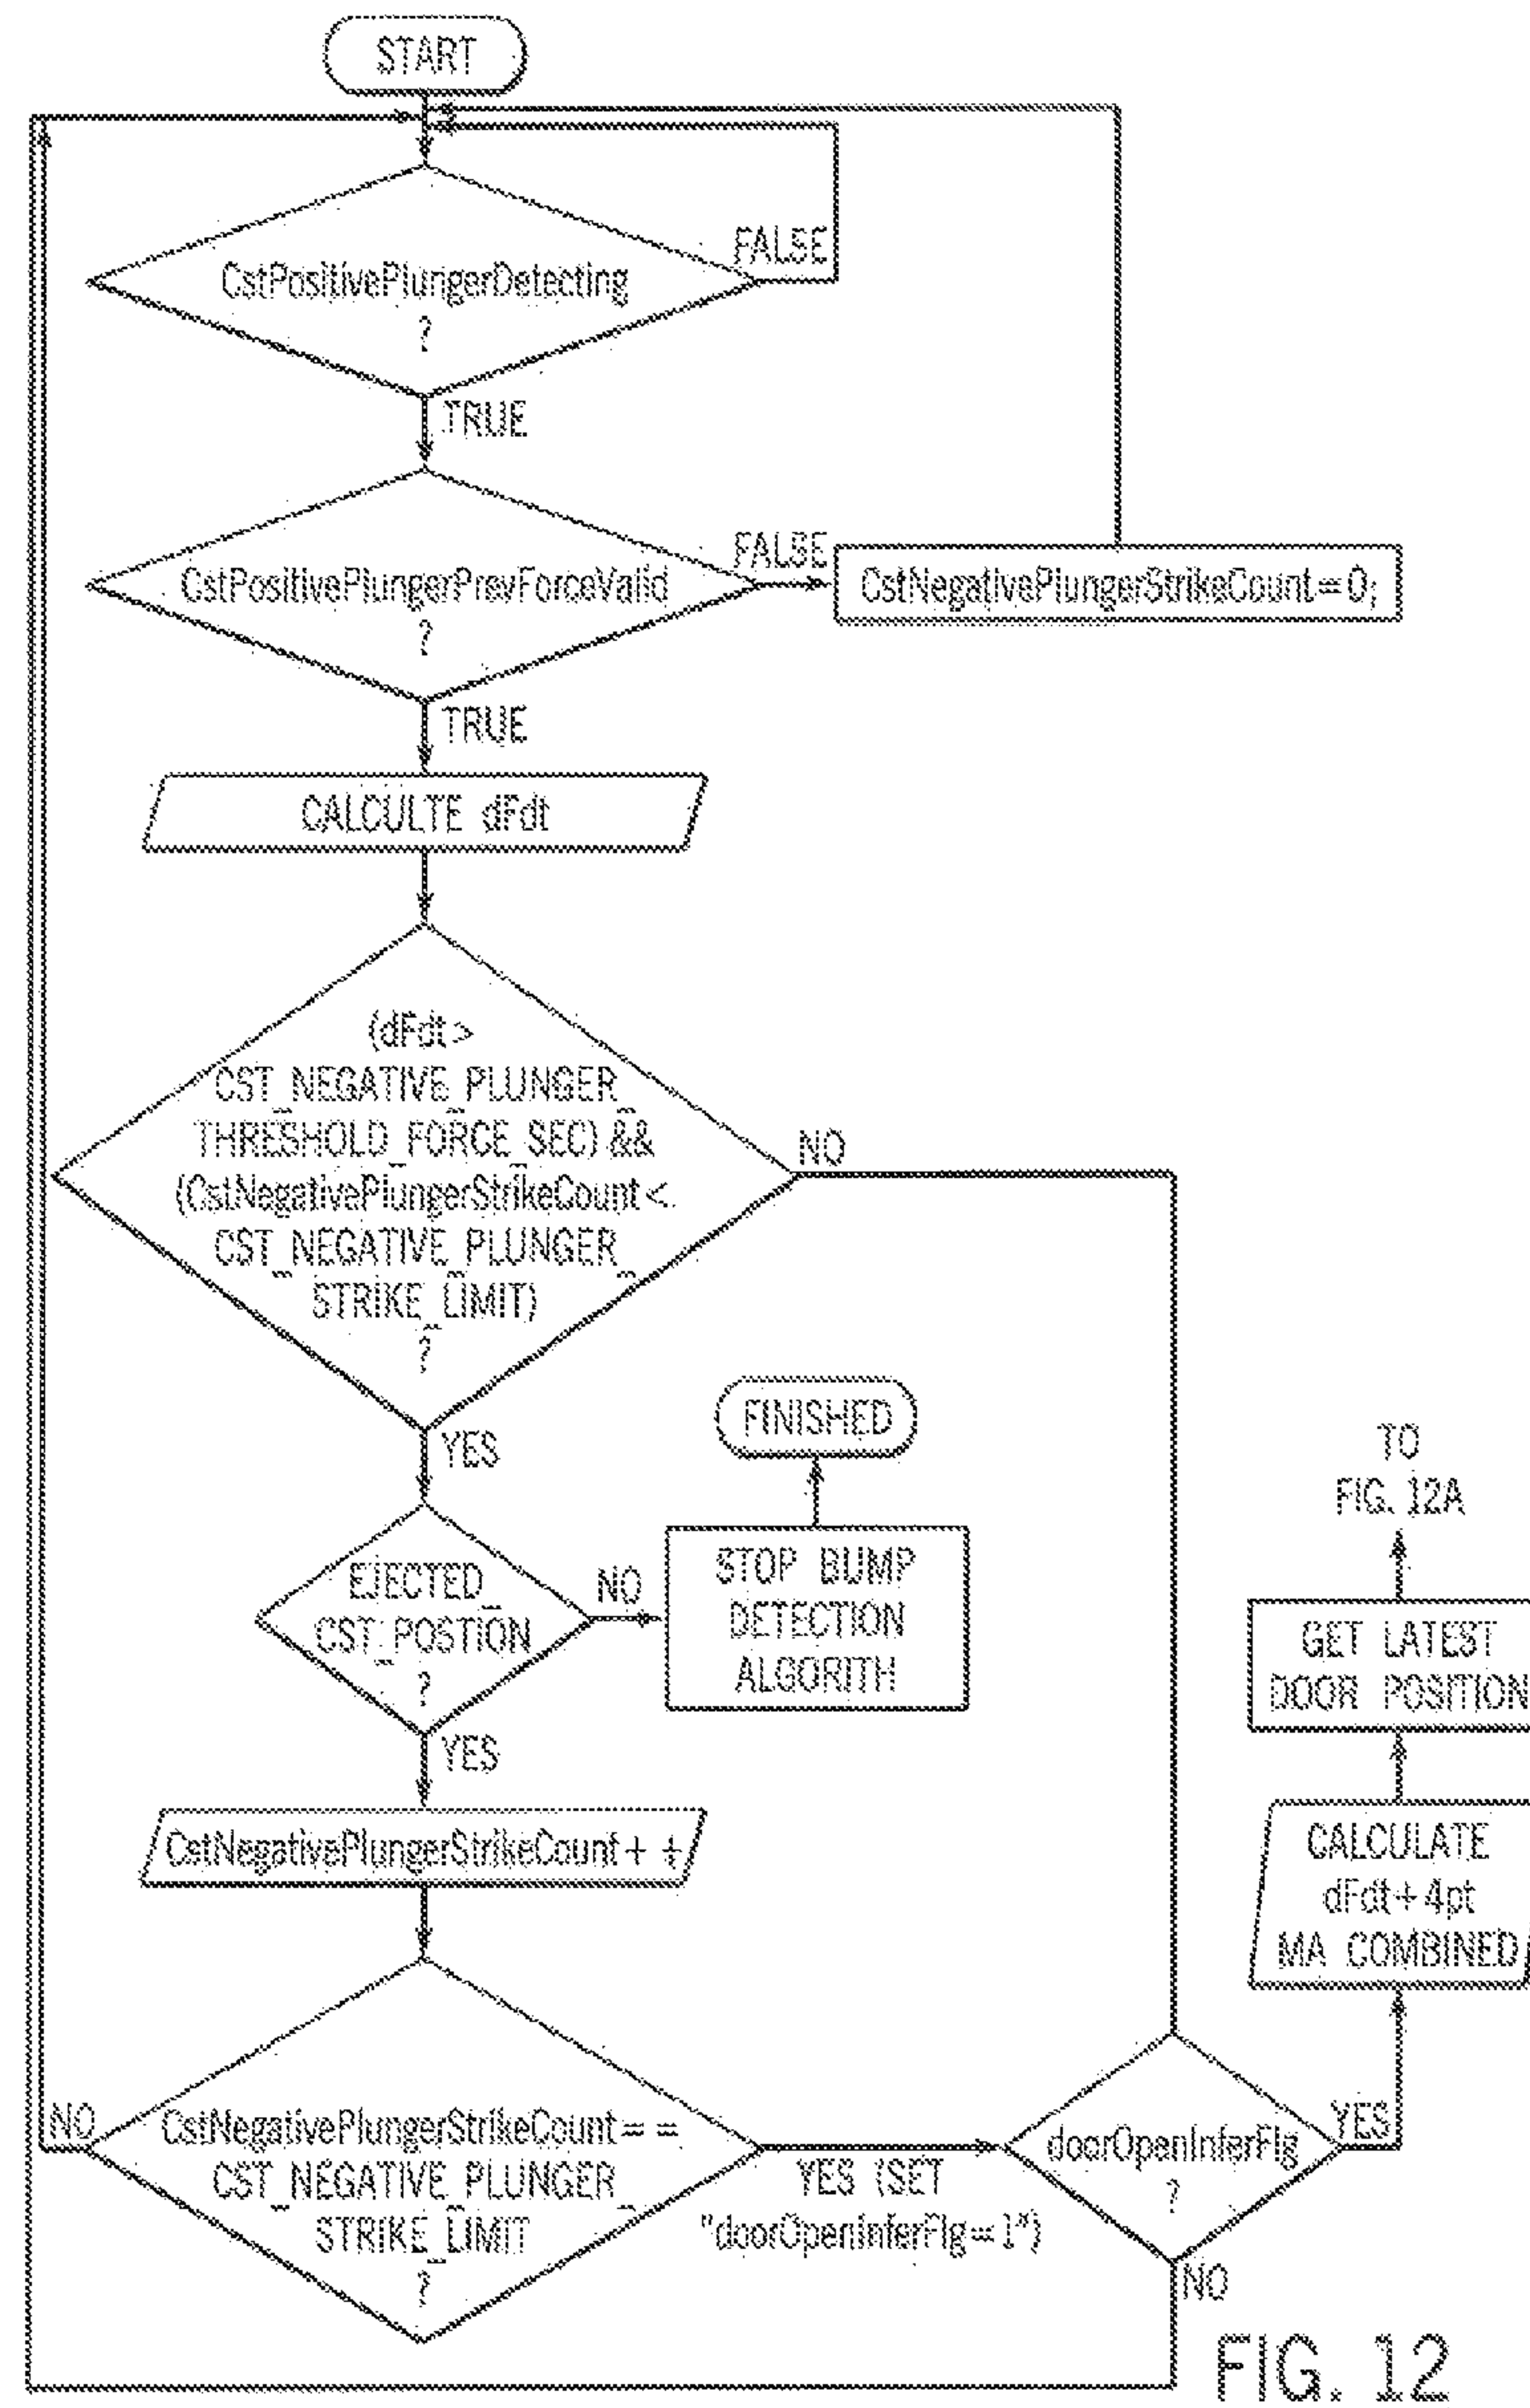 START
CstPositivePlungerDetecting
?
FALSE
TRUE
CstPositivePlungerPrevForceValid
?
FALSE
CstNegativePlungerStrikeCount=0;
TRUE
CALCULTE dFdt
(dFdt >
CST_NEGATIVE_PLUNGER_
THRESHOLD_FORCE_SEC) &&
(CstNegativePlungerStrikeCount <
CST_NEGATIVE_PLUNGER_
STRIKE_LIMIT)
?
NO
YES
EJECTED_
CST_POSTION
?
NO
STOP BUMP
DETECTION
ALGORITH
FINISHED
YES
CstNegativePlungerStrikeCount++
CstNegativePlungerStrikeCount==
CST_NEGATIVE_PLUNGER_
STRIKE_LIMIT
?
NO
YES (SET
"doorOpenInferFlg=1")
doorOpenInferFlg
?
NO
YES
CALCULATE
dFdt+4pt
MA COMBINED
GET LATEST
DOOR POSITION
TO
FIG. 12A
FIG. 12